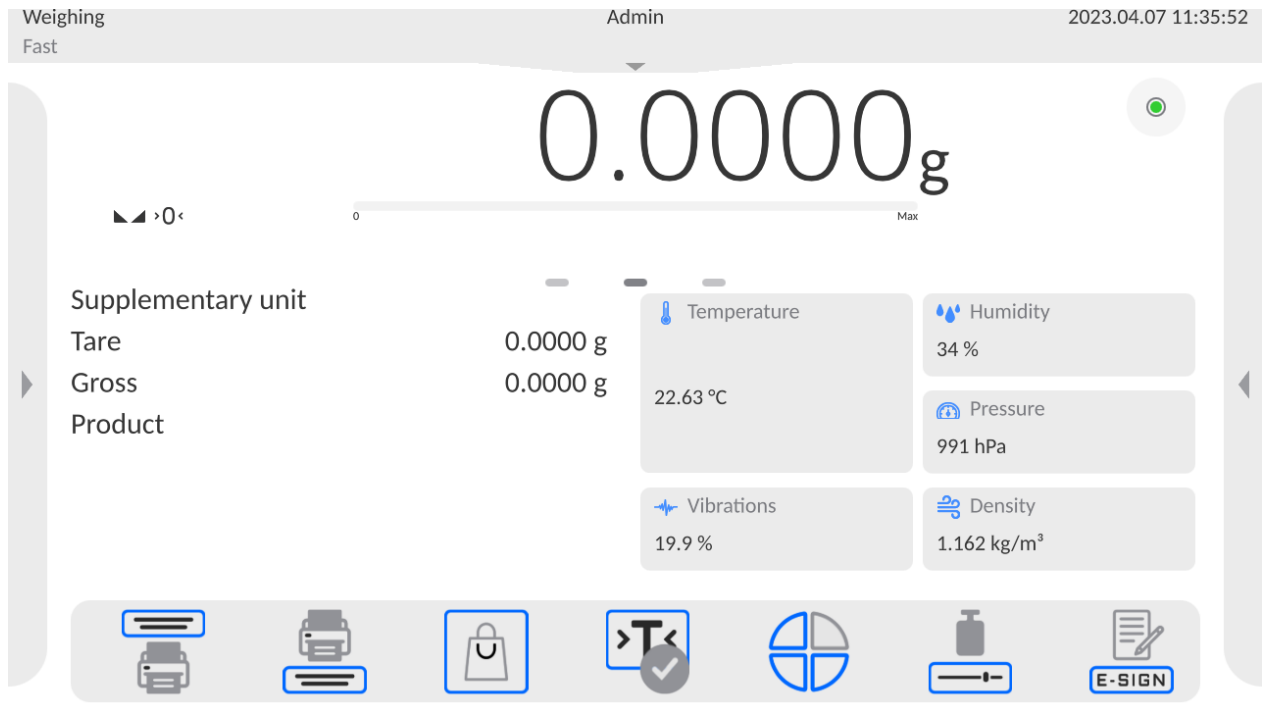 Weighing Admin 2023.04.07 11:35:52
Fast
0.0000g
>0<
0 Max
Supplementary unit
Tare 0.0000 g
Gross 0.0000 g
Product
Temperature
22.63 °C
Humidity
34 %
Pressure
991 hPa
Vibrations
19.9 %
Density
1.162 kg/m³
>T<
E-SIGN